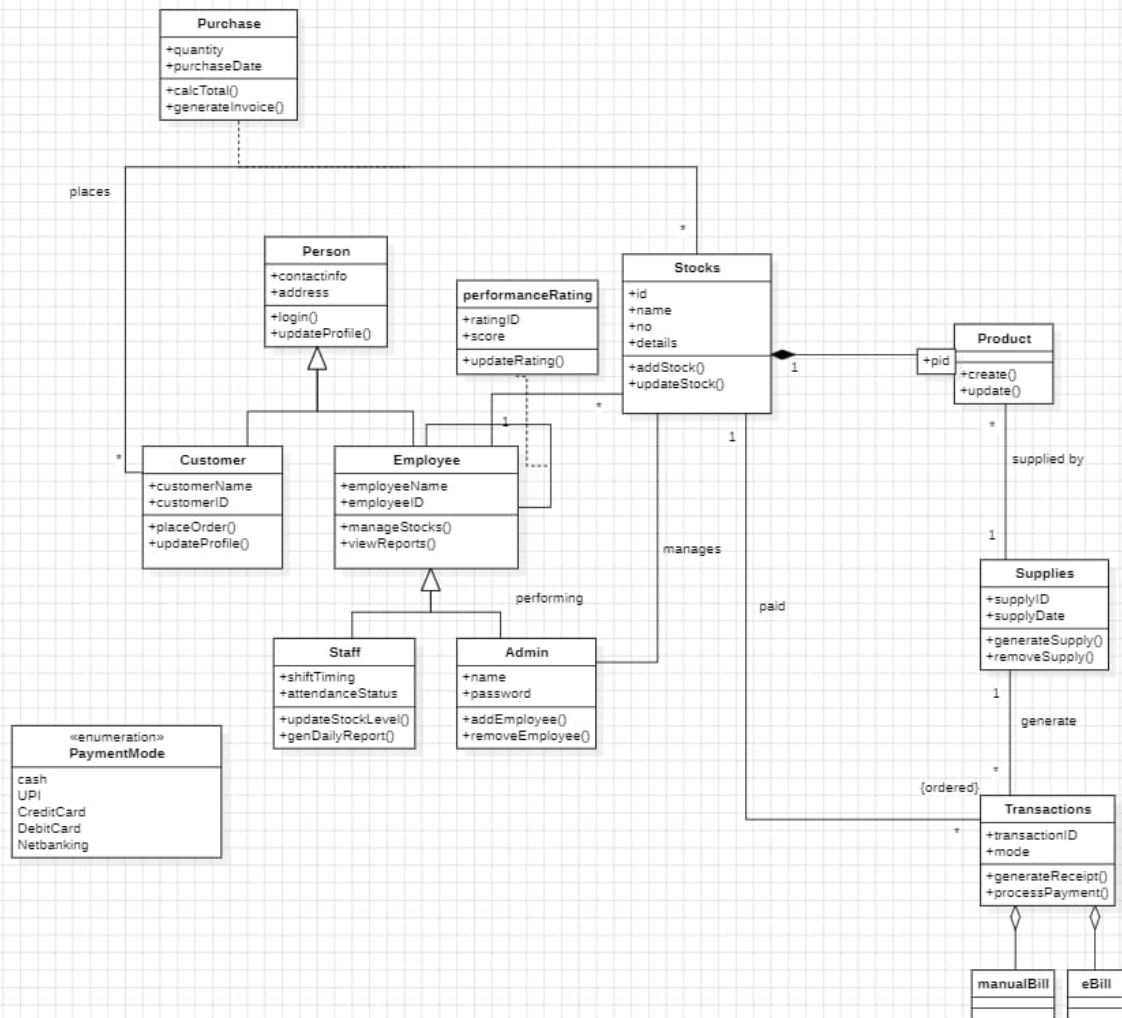 Purchase
+quantity
+purchaseDate
+calcTotal()
+generateInvoice()
places
*
Person
+contactinfo
+address
+login()
+updateProfile()
performanceRating
+ratingID
+score
+updateRating()
Stocks
+id
+name
+no
+details
+addStock()
+updateStock()
1
+pid
Product
+create()
+update()
*
1
*
1
*
supplied by
1
Customer
+customerName
+customerID
+placeOrder()
+updateProfile()
Employee
+employeeName
+employeeID
+manageStocks()
+viewReports()
manages
performing
paid
Supplies
+supplyID
+supplyDate
+generateSupply()
+removeSupply()
1
generate
*
{ordered}
*
Staff
+shiftTiming
+attendanceStatus
+updateStockLevel()
+genDailyReport()
Admin
+name
+password
+addEmployee()
+removeEmployee()
«enumeration»
PaymentMode
cash
UPI
CreditCard
DebitCard
Netbanking
Transactions
+transactionID
+mode
+generateReceipt()
+processPayment()
manualBill
eBill